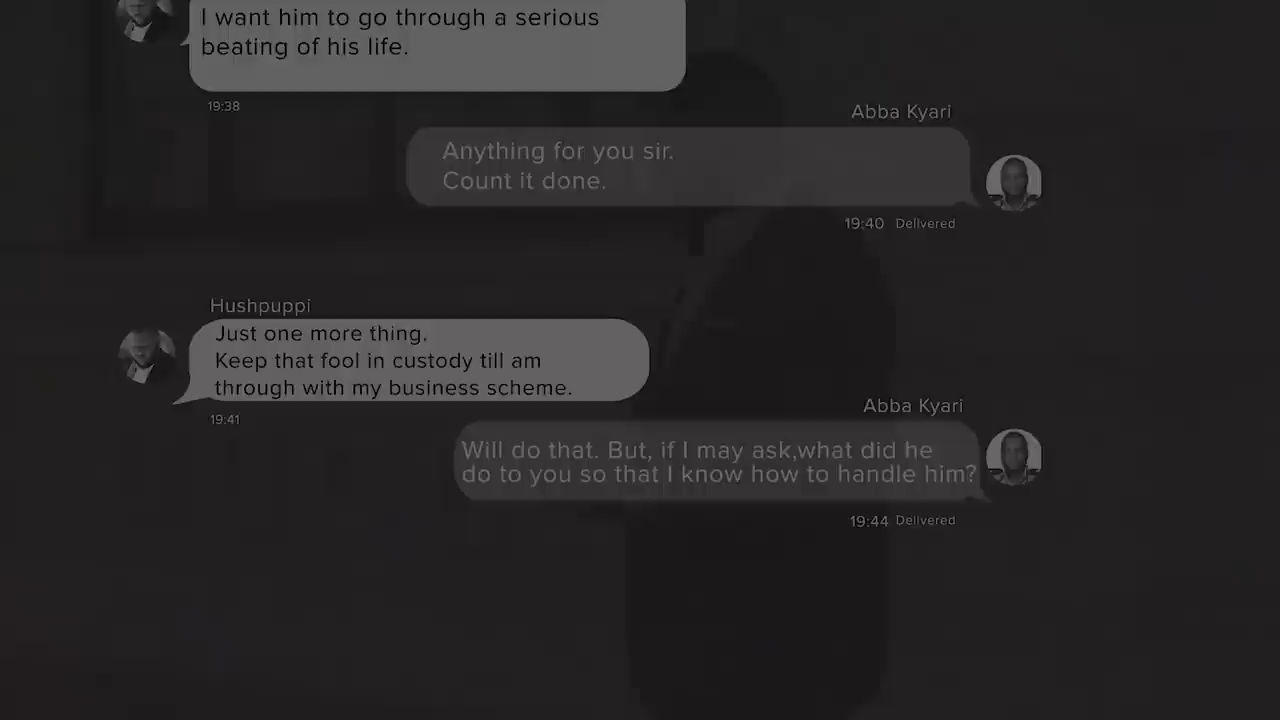 I want him to go through a serious
beating of his life.
19:38
Abba Kyari
Anything for you sir.
Count it done.
19:40 Delivered
Hushpuppi
Just one more thing.
Keep that fool in custody till am
through with my business scheme.
19:41
Abba Kyari
Will do that. But, if I may ask,what did he
do to you so that I know how to handle him?
19:44 Delivered